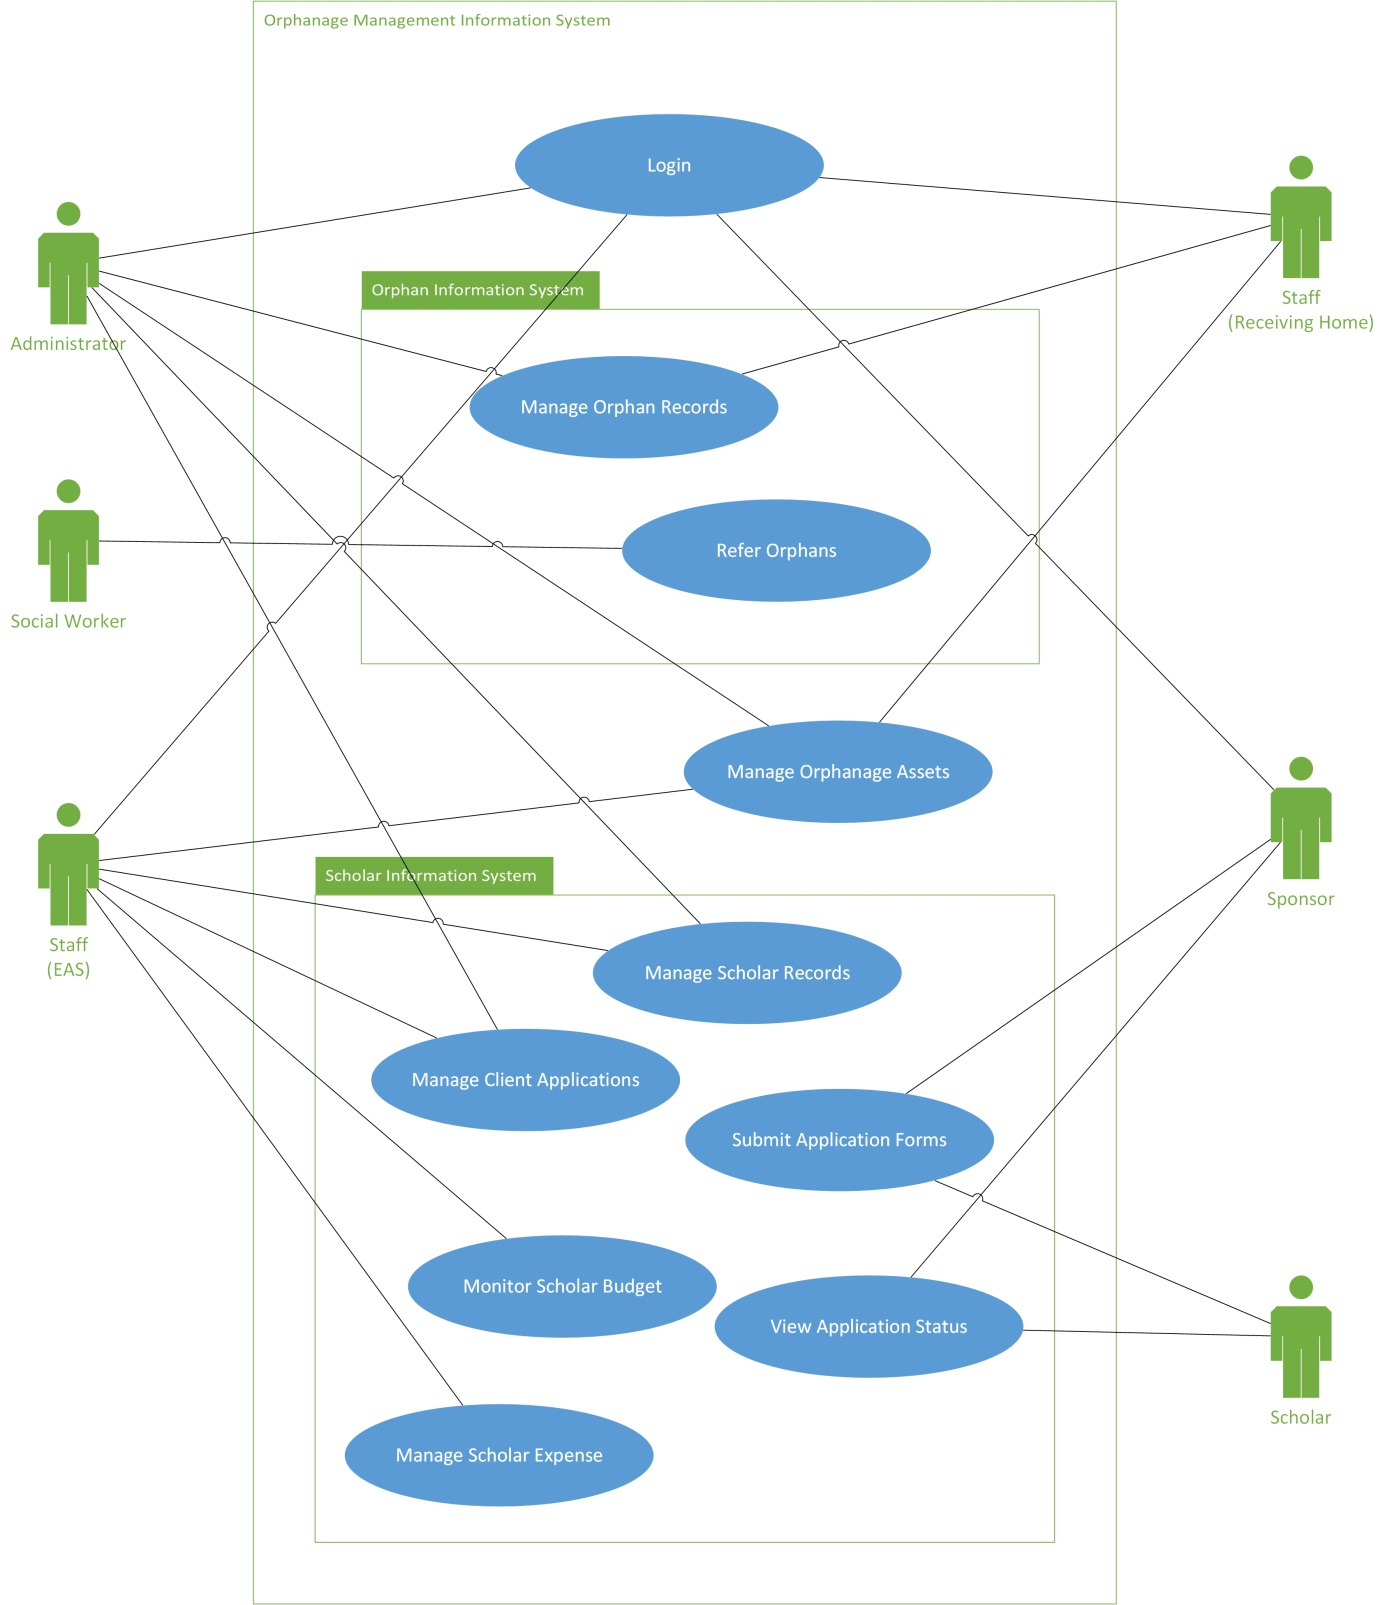 Orphanage Management Information System
Login
Orphan Information System
Staff
(Receiving Home)
Administrator
Manage Orphan Records
Refer Orphans
Social Worker
Manage Orphanage Assets
Scholar Information System
Sponsor
Staff
(EAS)
Manage Scholar Records
Manage Client Applications
Submit Application Forms
Monitor Scholar Budget
View Application Status
Scholar
Manage Scholar Expense